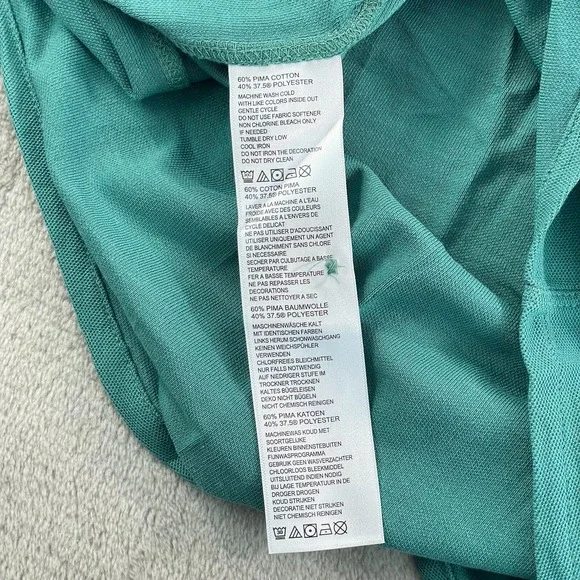 60% PIMA COTTON
40% 37.5® POLYESTER
MACHINE WASH COLD
WITH LIKE COLORS INSIDE OUT
GENTLE CYCLE
DO NOT USE FABRIC SOFTENER
NON CHLORINE BLEACH ONLY
IF NEEDED
TUMBLE DRY LOW
COOL IRON
DO NOT IRON THE DECORATION
DO NOT DRY CLEAN
60% COTON PIMA
40% 37.5® POLYESTER
LAVER A LA MACHINE A L'EAU
FROIDE AVEC DES COULEURS
SEMBLABLES A L'ENVERS DE
CYCLE DELICAT
NE PAS UTILISER D'ADOUCISSANT
UTILISER UNIQUEMENT UN AGENT
DE BLANCHIMENT SANS CHLORE
SI NECESSAIRE
SECHER PAR CULBUTAGE A BASSE
TEMPERATURE
FER A BASSE TEMPERATURE
NE PAS REPASSER LES
DECORATIONS
NE PAS NETTOYER A SEC
60% PIMA BAUMWOLLE
40% 37.5® POLYESTER
MASCHINENWÄSCHE KALT
MIT IDENTISCHEN FARBEN
LINKS HERUM SCHONWASCHGANG
KEINEN WEICHSPÜHLER
VERWENDEN
CHLORFREIES BLEICHMITTEL
NUR FALLS NOTWENDIG
AUF NIEDRIGER STUFE IM
TROCKNER TROCKNEN
KALTES BÜGELEISEN
DEKO NICHT BÜGELN
NICHT CHEMISCH REINIGEN
60% PIMA KATOEN
40% 37.5® POLYESTER
MACHINEWAS KOUD MET
SOORTGELIJKE
KLEUREN BINNENSTEBUITEN
FIJNWASPROGRAMMA
GEBRUIK GEEN WASVERZACHTER
CHLOORLOOS BLEEKMIDDEL
UITSLUITEND INDIEN NODIG
BIJ LAGE TEMPERATUUR IN DE
DROGER DROGEN
KOUD STRIJKEN
DECORATIE NIET STRIJKEN
NIET CHEMISCH REINIGEN